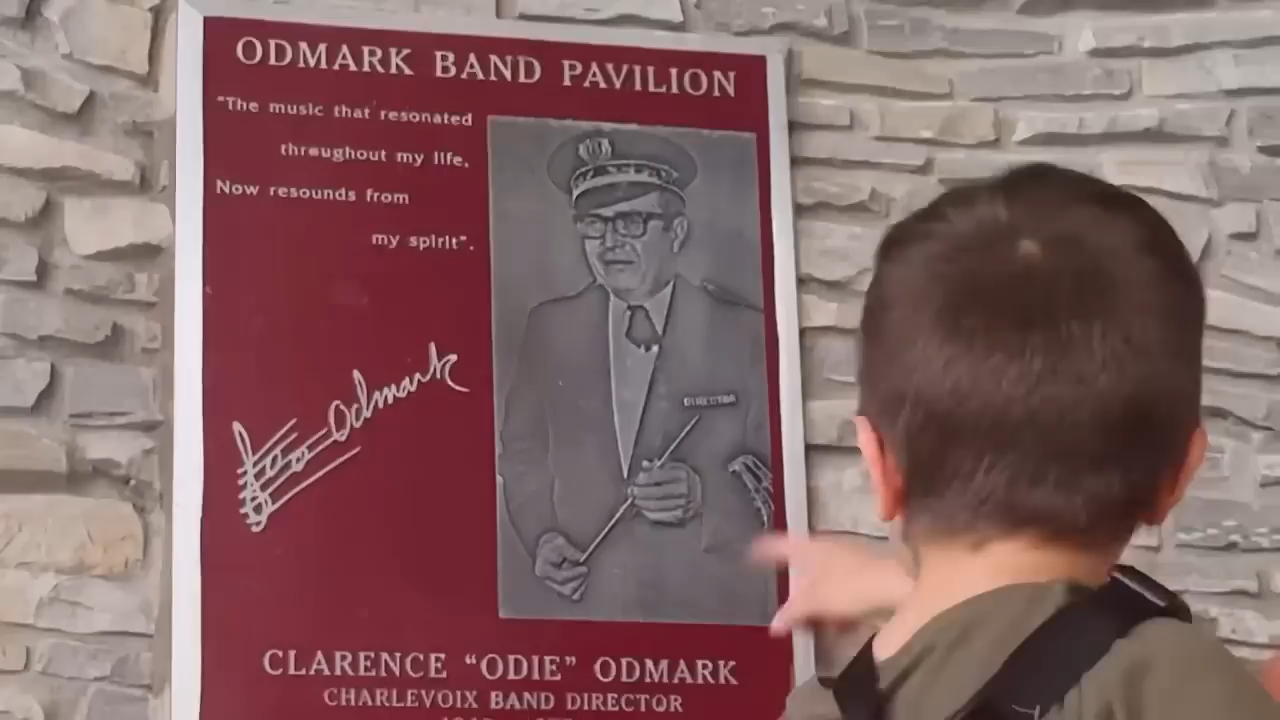 ODMARK BAND PAVILION
"The music that resonated
throughout my life,
Now resounds from
my spirit".
Odmark
DIRECTOR
CLARENCE "ODIE" ODMARK
CHARLEVOIX BAND DIRECTOR